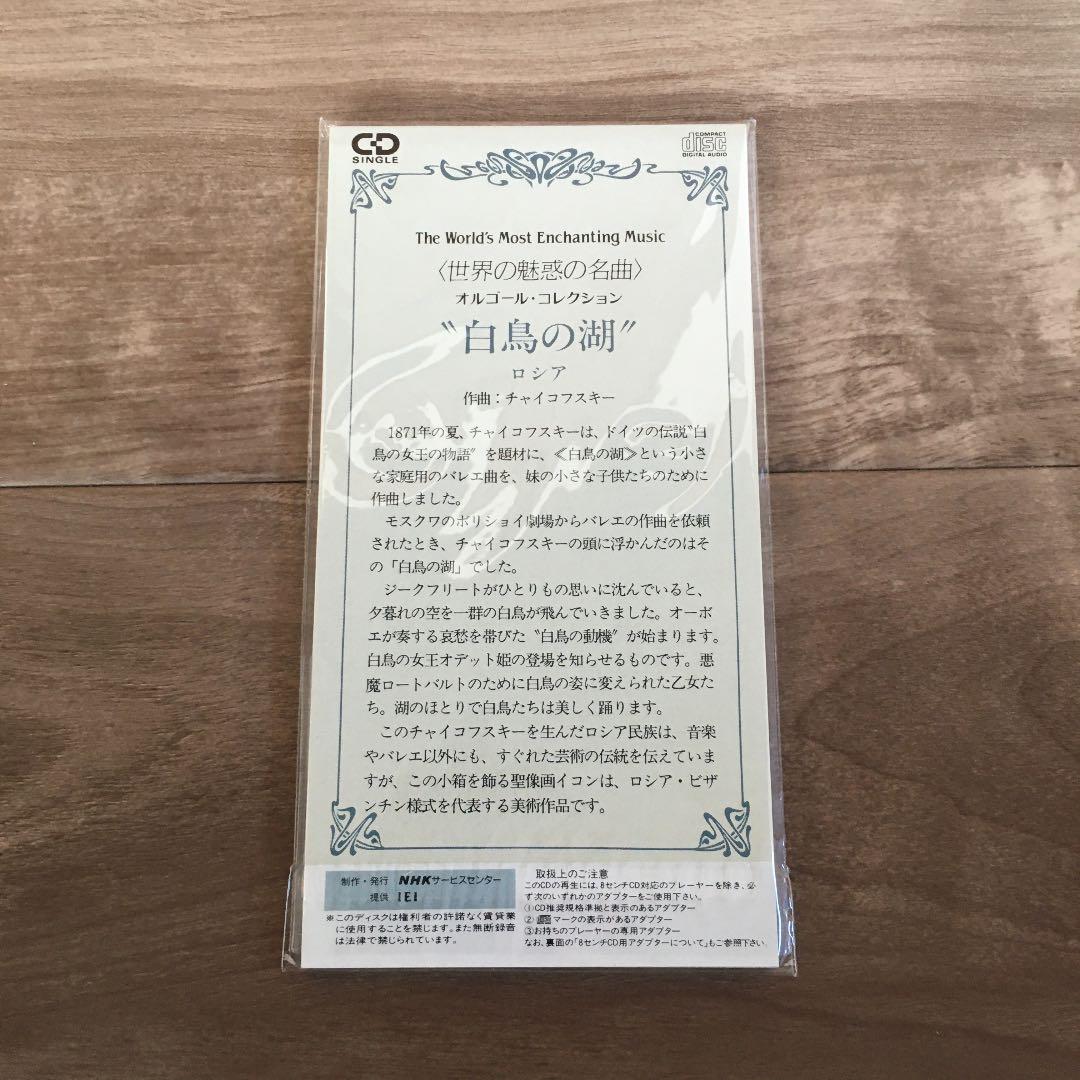 CD
SINGLE
COMPACT
disc
DIGITAL AUDIO
The World's Most Enchanting Music
〈世界の魅惑の名曲〉
オルゴール・コレクション
〝白鳥の湖〟
ロシア
作曲：チャイコフスキー
1871年の夏、チャイコフスキーは、ドイツの伝説〝白
鳥の女王の物語〟を題材に、≪白鳥の湖≫という小さ
な家庭用のバレエ曲を、妹の小さな子供たちのために
作曲しました。
モスクワのボリショイ劇場からバレエの作曲を依頼
されたとき、チャイコフスキーの頭に浮かんだのはそ
の「白鳥の湖」でした。
ジークフリートがひとりもの思いに沈んでいると、
夕暮れの空を一群の白鳥が飛んでいきました。オーボ
エが奏する哀愁を帯びた〝白鳥の動機〟が始まります。
白鳥の女王オデット姫の登場を知らせるものです。悪
魔ロートバルトのために白鳥の姿に変えられた乙女た
ち。湖のほとりで白鳥たちは美しく踊ります。
このチャイコフスキーを生んだロシア民族は、音楽
やバレエ以外にも、すぐれた芸術の伝統を伝えていま
すが、この小箱を飾る聖像画イコンは、ロシア・ビザ
ンチン様式を代表する美術作品です。
制作・発行 NHKサービスセンター
提供 IEI
※このディスクは権利者の許諾なく賃貸業
に使用することを禁じます。また無断録音
は法律で禁じられています。
取扱上のご注意
このCDの再生には、8センチCD対応のプレーヤーを除き、必
ず次のいずれかのアダプターをご使用下さい。
①CD推奨規格準拠と表示のあるアダプター
② マークの表示があるアダプター
③お持ちのプレーヤーの専用アダプター
なお、裏面の「8センチCD用アダプターについて」もご参照下さい。